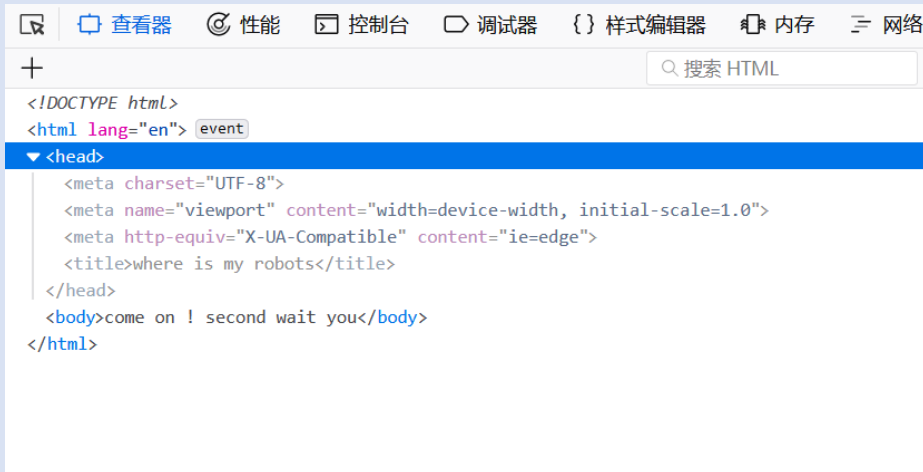 查看器 性能 控制台 调试器 {} 样式编辑器 内存 网络
+ 搜索 HTML
<!DOCTYPE html>
<html lang="en"> event
<head>
<meta charset="UTF-8">
<meta name="viewport" content="width=device-width, initial-scale=1.0">
<meta http-equiv="X-UA-Compatible" content="ie=edge">
<title>where is my robots</title>
</head>
<body>come on ! second wait you</body>
</html>